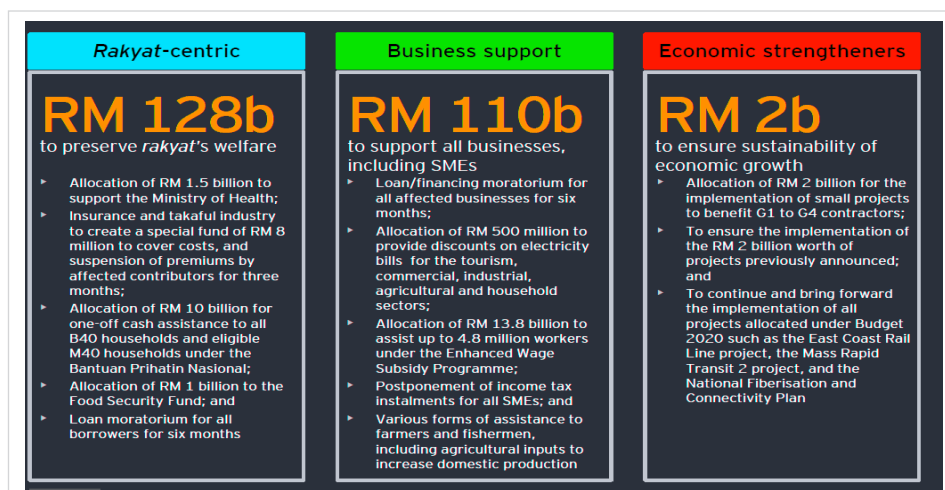 Rakyat-centric
RM 128b
to preserve rakyat's welfare
▸ Allocation of RM 1.5 billion to
support the Ministry of Health;
▸ Insurance and takaful industry
to create a special fund of RM 8
million to cover costs, and
suspension of premiums by
affected contributors for three
months;
▸ Allocation of RM 10 billion for
one-off cash assistance to all
B40 households and eligible
M40 households under the
Bantuan Prihatin Nasional;
▸ Allocation of RM 1 billion to the
Food Security Fund; and
▸ Loan moratorium for all
borrowers for six months
Business support
RM 110b
to support all businesses,
including SMEs
▸ Loan/financing moratorium for
all affected businesses for six
months;
▸ Allocation of RM 500 million to
provide discounts on electricity
bills for the tourism,
commercial, industrial,
agricultural and household
sectors;
▸ Allocation of RM 13.8 billion to
assist up to 4.8 million workers
under the Enhanced Wage
Subsidy Programme;
▸ Postponement of income tax
instalments for all SMEs; and
▸ Various forms of assistance to
farmers and fishermen,
including agricultural inputs to
increase domestic production
Economic strengtheners
RM 2b
to ensure sustainability of
economic growth
▸ Allocation of RM 2 billion for the
implementation of small projects
to benefit G1 to G4 contractors;
▸ To ensure the implementation of
the RM 2 billion worth of
projects previously announced;
and
▸ To continue and bring forward
the implementation of all
projects allocated under Budget
2020 such as the East Coast Rail
Line project, the Mass Rapid
Transit 2 project, and the
National Fiberisation and
Connectivity Plan